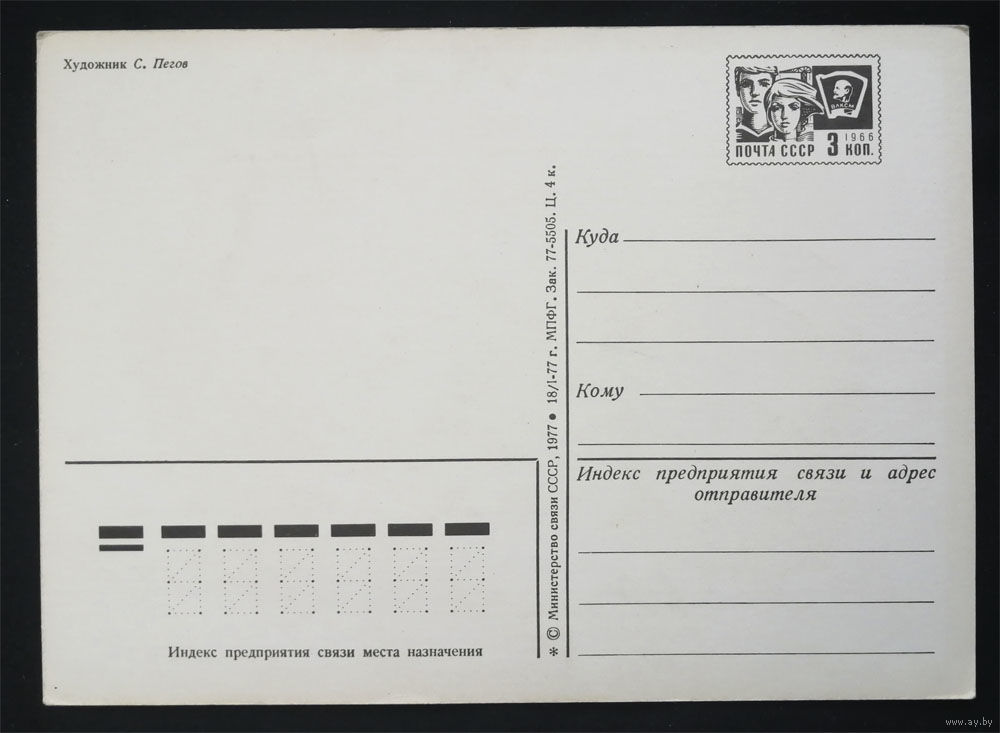 Художник С. Пегов
ВЛКСМ
1966
ПОЧТА СССР 3 КОП.
Куда
Кому
Индекс предприятия связи и адрес
отправителя
* © Министерство связи СССР, 1977 ● 18/I-77 г. МПФГ. Зак. 77-5505. Ц. 4 к.
Индекс предприятия связи места назначения
www.ay.by